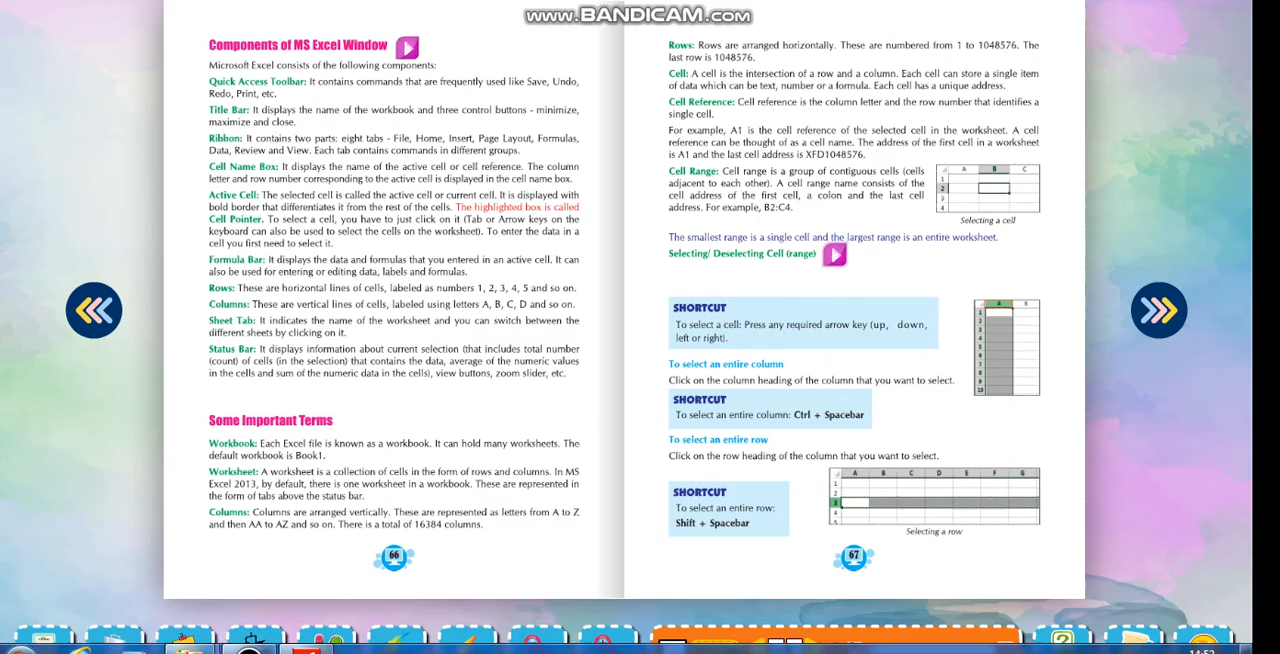 www.BANDICAM.com
Components of MS Excel Window
Microsoft Excel consists of the following components:
Quick Access Toolbar: It contains commands that are frequently used like Save, Undo,
Redo, Print, etc.
Title Bar: It displays the name of the workbook and three control buttons - minimize,
maximize and close.
Ribbon: It contains two parts: eight tabs - File, Home, Insert, Page Layout, Formulas,
Data, Review and View. Each tab contains commands in different groups.
Cell Name Box: It displays the name of the active cell or cell reference. The column
letter and row number corresponding to the active cell is displayed in the cell name box.
Active Cell: The selected cell is called the active cell or current cell. It is displayed with
bold border that differentiates it from the rest of the cells. The highlighted box is called
Cell Pointer. To select a cell, you have to just click on it (Tab or Arrow keys on the
keyboard can also be used to select the cells on the worksheet). To enter the data in a
cell you first need to select it.
Formula Bar: It displays the data and formulas that you entered in an active cell. It can
also be used for entering or editing data, labels and formulas.
Rows: These are horizontal lines of cells, labeled as numbers 1, 2, 3, 4, 5 and so on.
Columns: These are vertical lines of cells, labeled using letters A, B, C, D and so on.
Sheet Tab: It indicates the name of the worksheet and you can switch between the
different sheets by clicking on it.
Status Bar: It displays information about current selection (that includes total number
(count) of cells (in the selection) that contains the data, average of the numeric values
in the cells and sum of the numeric data in the cells), view buttons, zoom slider, etc.
Some Important Terms
Workbook: Each Excel file is known as a workbook. It can hold many worksheets. The
default workbook is Book1.
Worksheet: A worksheet is a collection of cells in the form of rows and columns. In MS
Excel 2013, by default, there is one worksheet in a workbook. These are represented in
the form of tabs above the status bar.
Columns: Columns are arranged vertically. These are represented as letters from A to Z
and then AA to AZ and so on. There is a total of 16384 columns.
66
Rows: Rows are arranged horizontally. These are numbered from 1 to 1048576. The
last row is 1048576.
Cell: A cell is the intersection of a row and a column. Each cell can store a single item
of data which can be text, number or a formula. Each cell has a unique address.
Cell Reference: Cell reference is the column letter and the row number that identifies a
single cell.
For example, A1 is the cell reference of the selected cell in the worksheet. A cell
reference can be thought of as a cell name. The address of the first cell in a worksheet
is A1 and the last cell address is XFD1048576.
Cell Range: Cell range is a group of contiguous cells (cells
adjacent to each other). A cell range name consists of the
cell address of the first cell, a colon and the last cell
address. For example, B2:C4.
A B C
1
2
3
4
Selecting a cell
The smallest range is a single cell and the largest range is an entire worksheet.
Selecting/ Deselecting Cell (range)
SHORTCUT
To select a cell: Press any required arrow key (up, down,
left or right).
A B
1
2
3
4
5
6
7
8
9
10
To select an entire column
Click on the column heading of the column that you want to select.
SHORTCUT
To select an entire column: Ctrl + Spacebar
To select an entire row
Click on the row heading of the column that you want to select.
SHORTCUT
To select an entire row:
Shift + Spacebar
A B C D E F G
1
2
3
4
5
Selecting a row
67
14:52